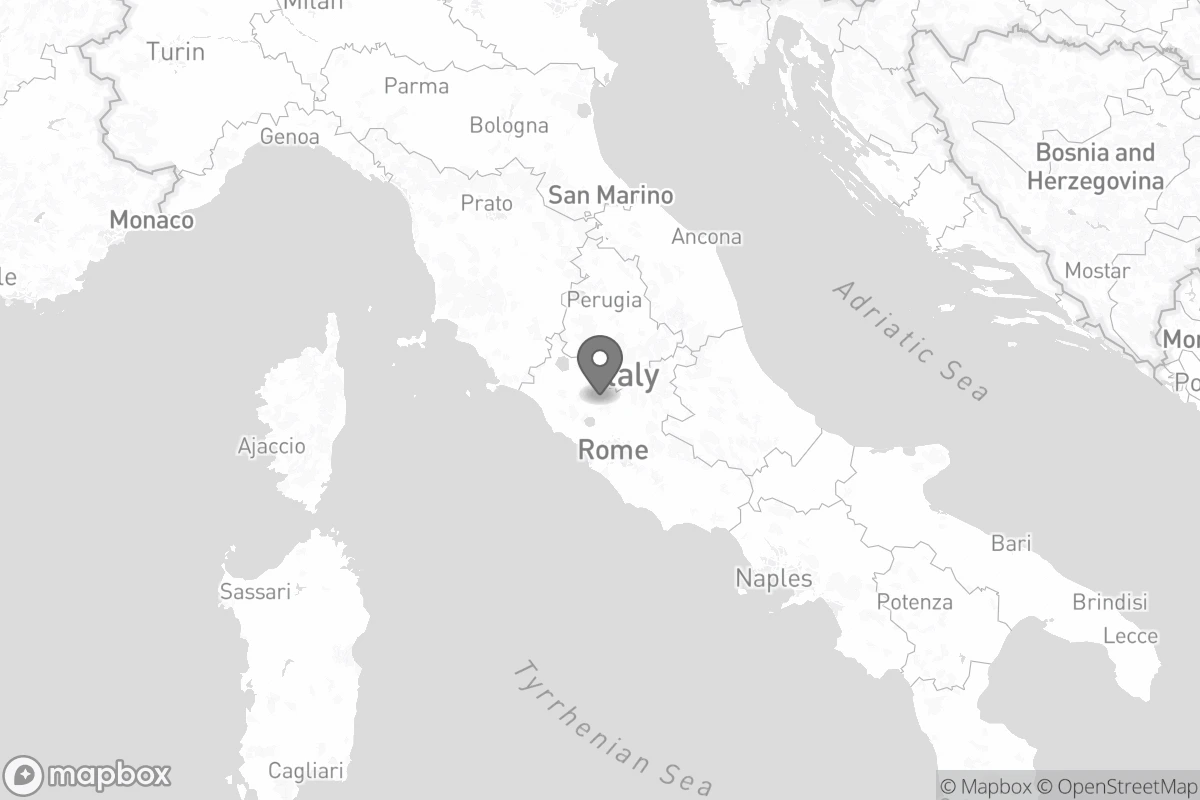 Milan
Turin
Parma
Bologna
Genoa
Bosnia and
Herzegovina
San Marino
Prato
Monaco
Ancona
Mostar
le
Perugia
Adriatic Sea
Mon
Italy
Po
Ajaccio
Rome
Bari
Naples
Sassari
Potenza
Brindisi
Lecce
Tyrrhenian Sea
Cagliari
mapbox
© Mapbox © OpenStreetMap